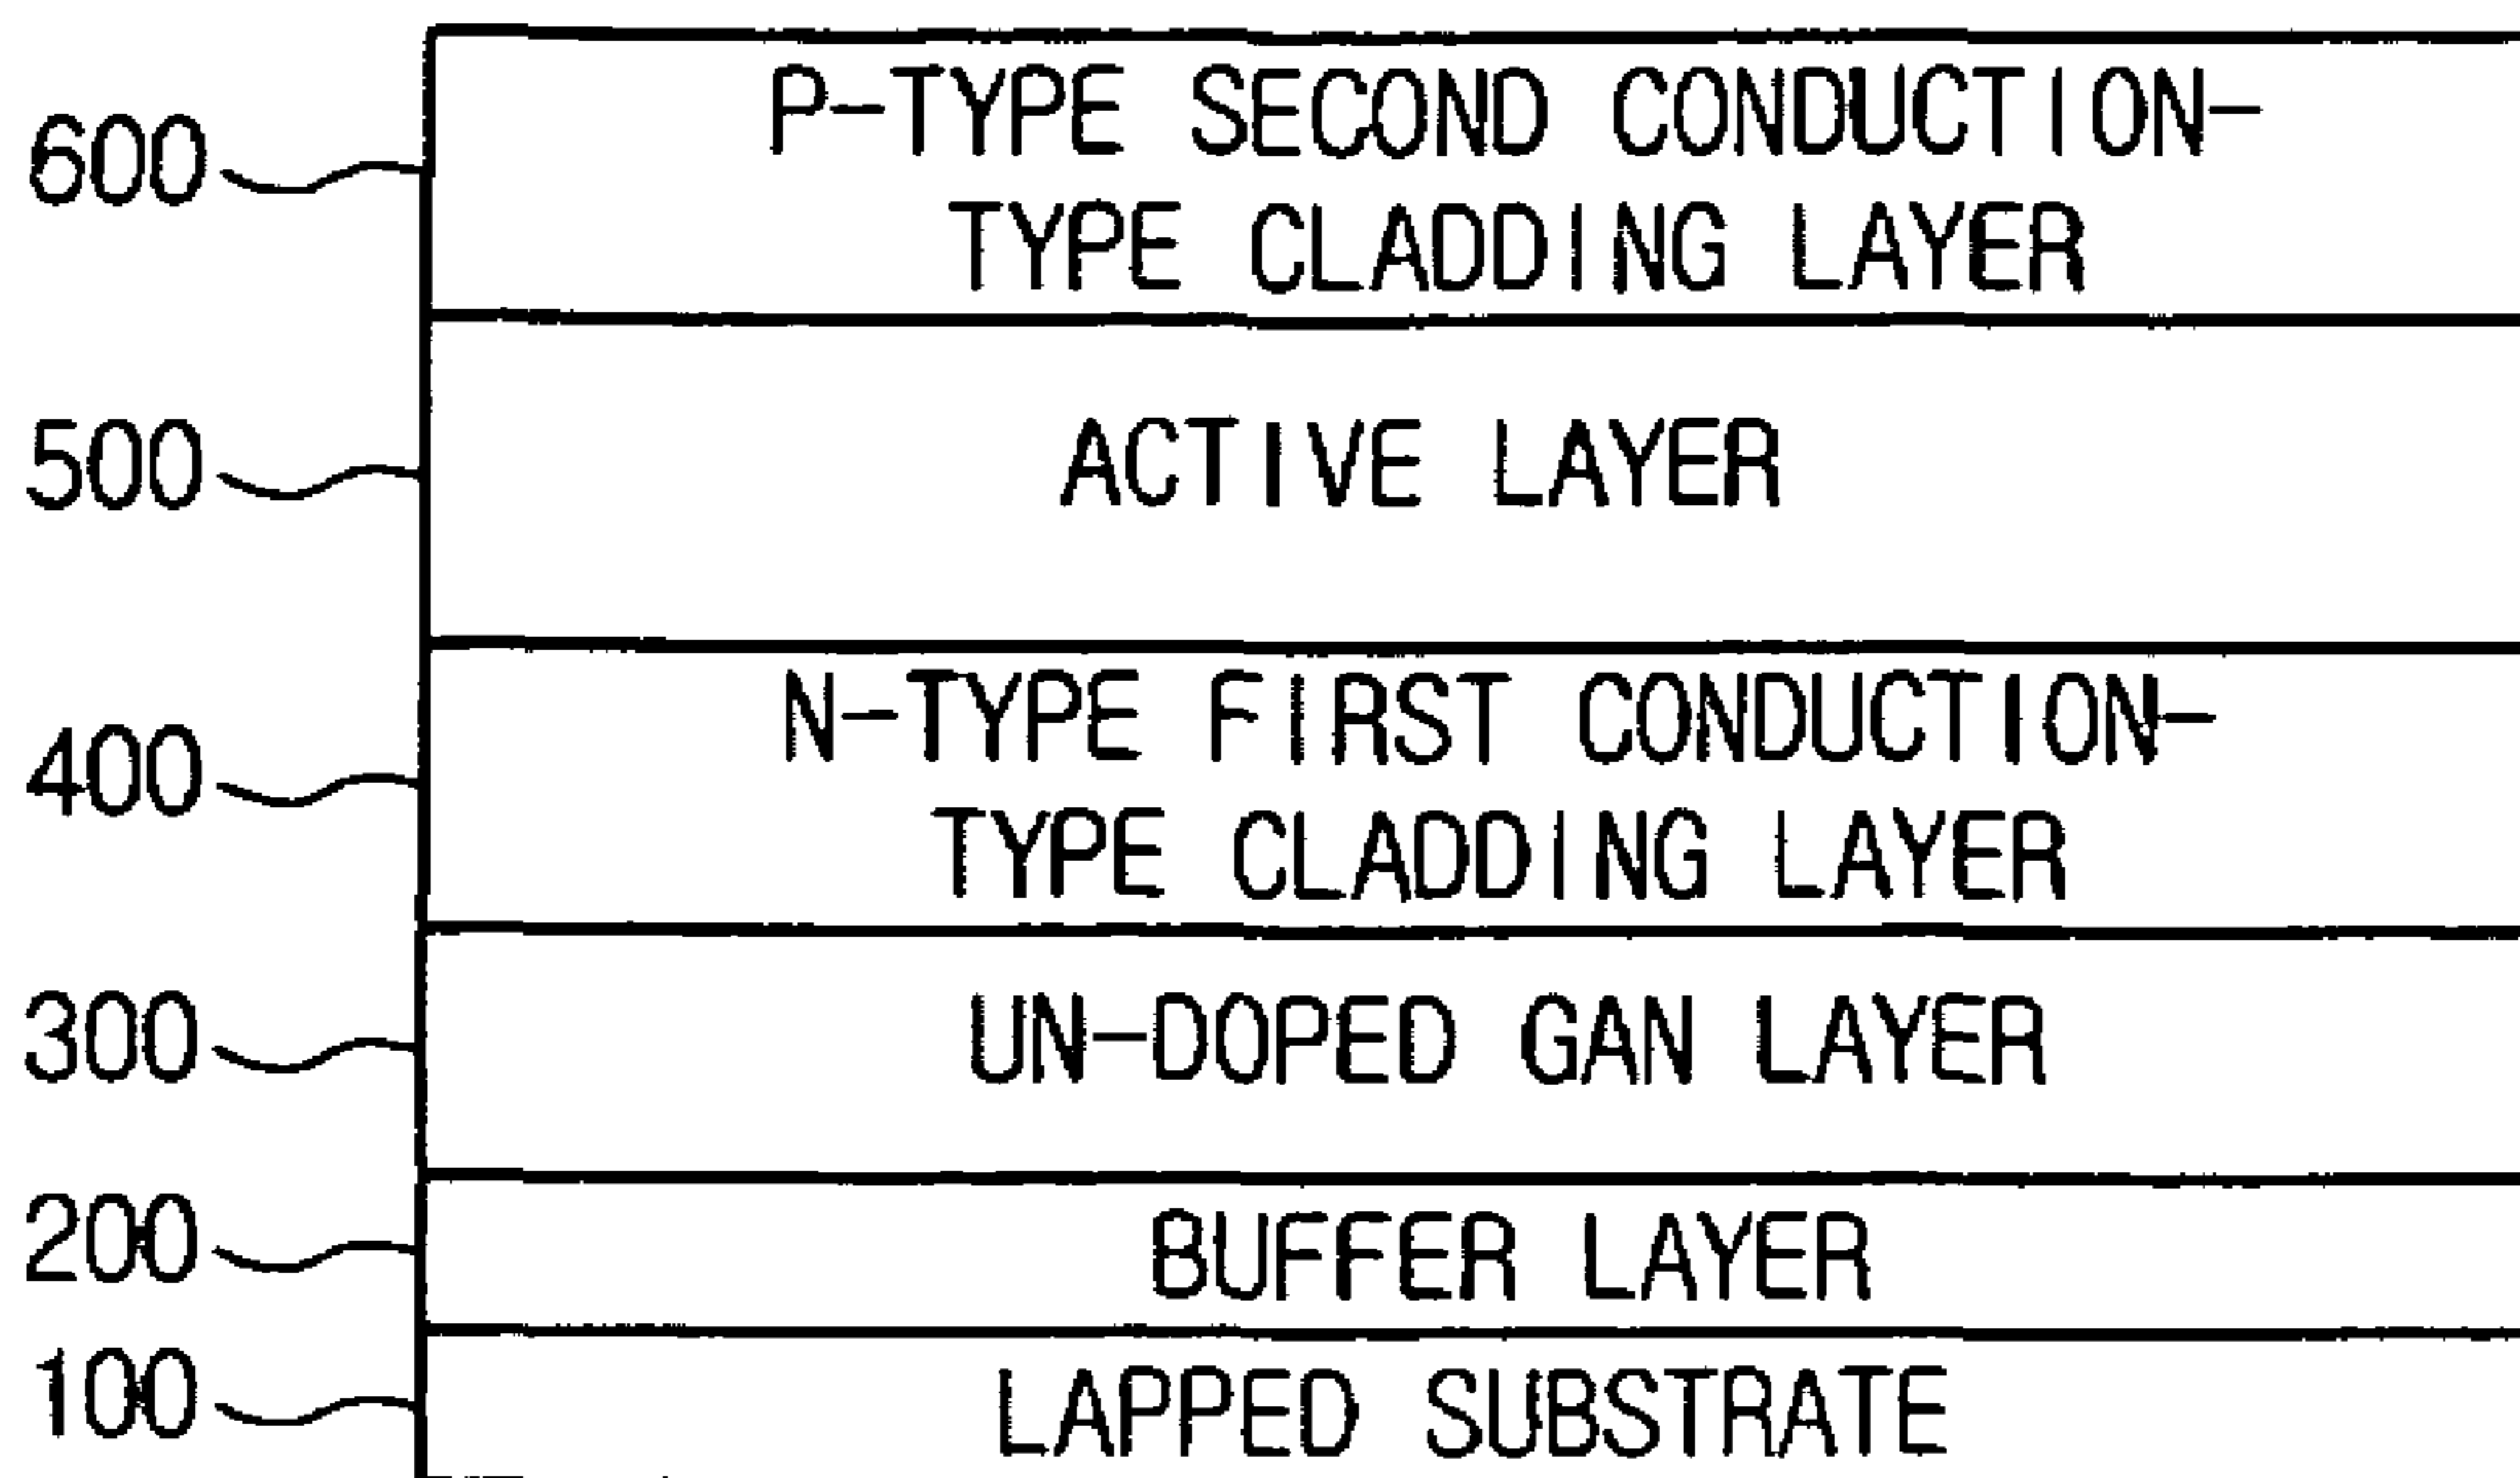 P-TYPE SECOND CONDUCTION-
600
TYPE CLADDING LAYER
500 ACTIVE LAYER
N-TYPE FIRST CONDUCTION-
400
TYPE CLADDING LAYER
300 UN-DOPED GAN LAYER
200 BUFFER LAYER
100 LAPPED SUBSTRATE